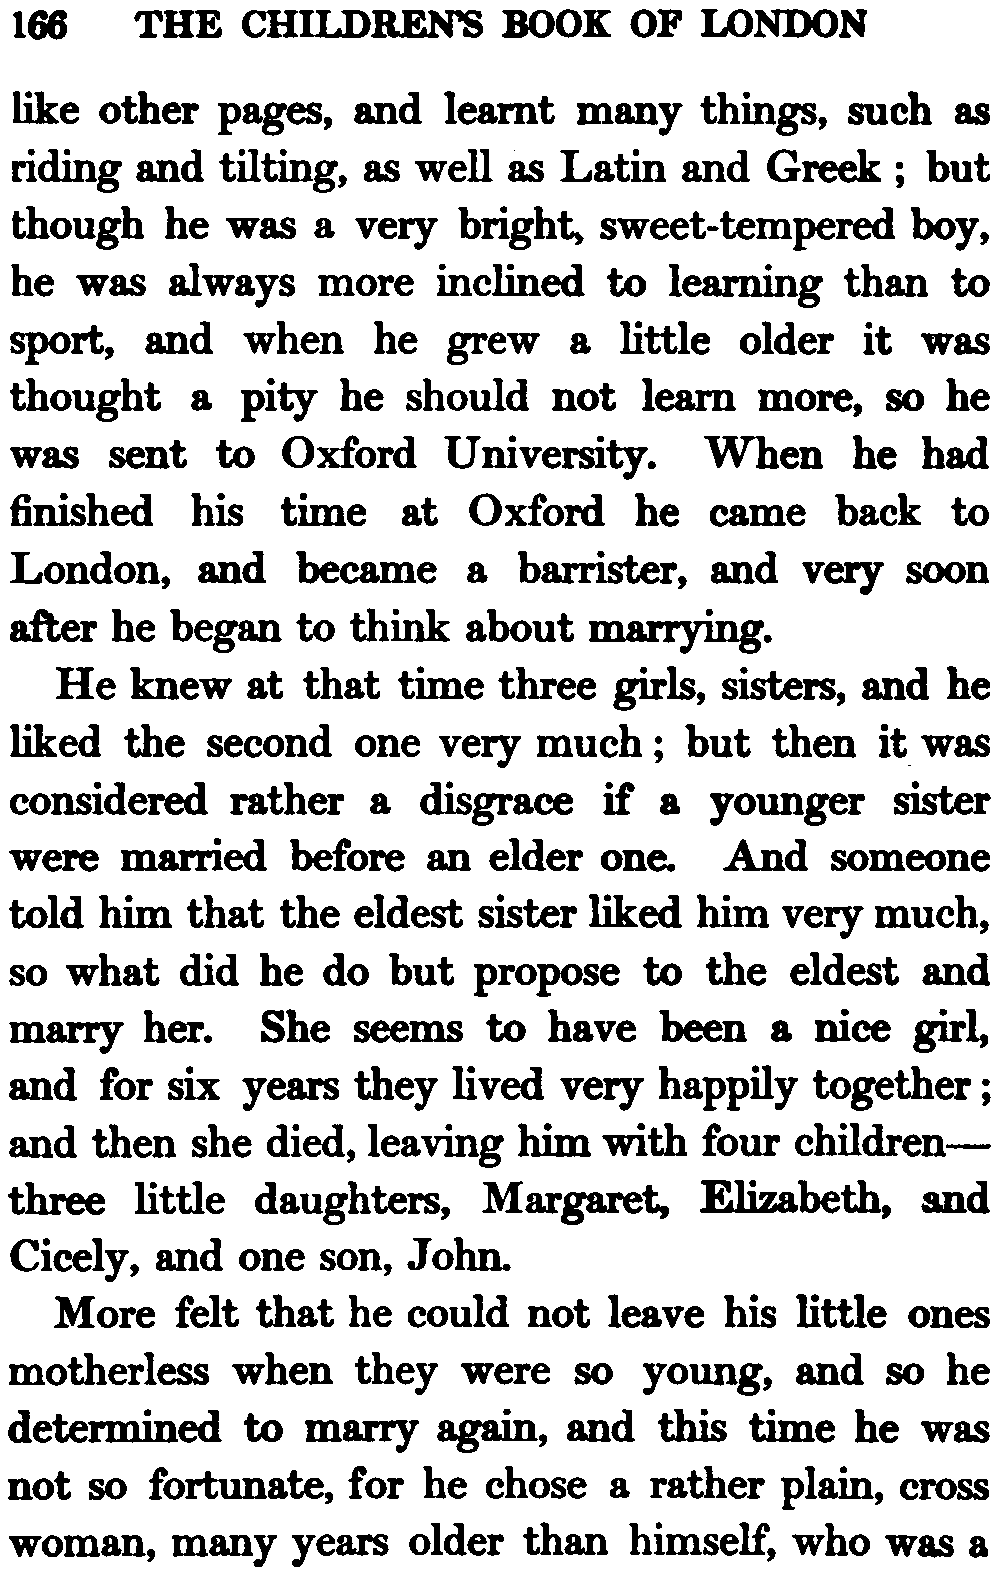 166 THE CHILDREN'S BOOK OF LONDON
like other pages, and learnt many things, such as
riding and tilting, as well as Latin and Greek ; but
though he was a very bright, sweet-tempered boy,
he was always more inclined to learning than to
sport, and when he grew a little older it was
thought a pity he should not learn more, so he
was sent to Oxford University. When he had
finished his time at Oxford he came back to
London, and became a barrister, and very soon
after he began to think about marrying.
He knew at that time three girls, sisters, and he
liked the second one very much ; but then it was
considered rather a disgrace if a younger sister
were married before an elder one. And someone
told him that the eldest sister liked him very much,
so what did he do but propose to the eldest and
marry her. She seems to have been a nice girl,
and for six years they lived very happily together ;
and then she died, leaving him with four children—
three little daughters, Margaret, Elizabeth, and
Cicely, and one son, John.
More felt that he could not leave his little ones
motherless when they were so young, and so he
determined to marry again, and this time he was
not so fortunate, for he chose a rather plain, cross
woman, many years older than himself, who was a